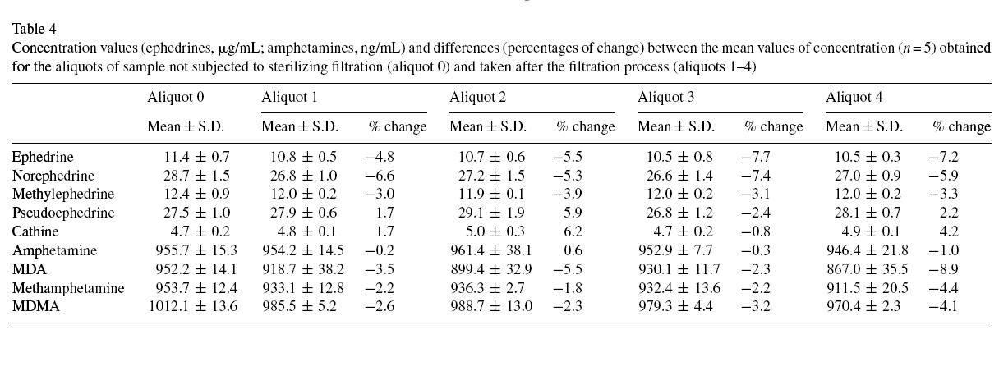 Table 4
Concentration values (ephedrines, μg/mL; amphetamines, ng/mL) and differences (percentages of change) between the mean values of concentration (n = 5) obtained
for the aliquots of sample not subjected to sterilizing filtration (aliquot 0) and taken after the filtration process (aliquots 1–4)
Aliquot 0 Aliquot 1 Aliquot 2 Aliquot 3 Aliquot 4
Mean ± S.D. Mean ± S.D. % change Mean ± S.D. % change Mean ± S.D. % change Mean ± S.D. % change
Ephedrine 11.4 ± 0.7 10.8 ± 0.5 −4.8 10.7 ± 0.6 −5.5 10.5 ± 0.8 −7.7 10.5 ± 0.3 −7.2
Norephedrine 28.7 ± 1.5 26.8 ± 1.0 −6.6 27.2 ± 1.5 −5.3 26.6 ± 1.4 −7.4 27.0 ± 0.9 −5.9
Methylephedrine 12.4 ± 0.9 12.0 ± 0.2 −3.0 11.9 ± 0.1 −3.9 12.0 ± 0.2 −3.1 12.0 ± 0.2 −3.3
Pseudoephedrine 27.5 ± 1.0 27.9 ± 0.6 1.7 29.1 ± 1.9 5.9 26.8 ± 1.2 −2.4 28.1 ± 0.7 2.2
Cathine 4.7 ± 0.2 4.8 ± 0.1 1.7 5.0 ± 0.3 6.2 4.7 ± 0.2 −0.8 4.9 ± 0.1 4.2
Amphetamine 955.7 ± 15.3 954.2 ± 14.5 −0.2 961.4 ± 38.1 0.6 952.9 ± 7.7 −0.3 946.4 ± 21.8 −1.0
MDA 952.2 ± 14.1 918.7 ± 38.2 −3.5 899.4 ± 32.9 −5.5 930.1 ± 11.7 −2.3 867.0 ± 35.5 −8.9
Methamphetamine 953.7 ± 12.4 933.1 ± 12.8 −2.2 936.3 ± 2.7 −1.8 932.4 ± 13.6 −2.2 911.5 ± 20.5 −4.4
MDMA 1012.1 ± 13.6 985.5 ± 5.2 −2.6 988.7 ± 13.0 −2.3 979.3 ± 4.4 −3.2 970.4 ± 2.3 −4.1